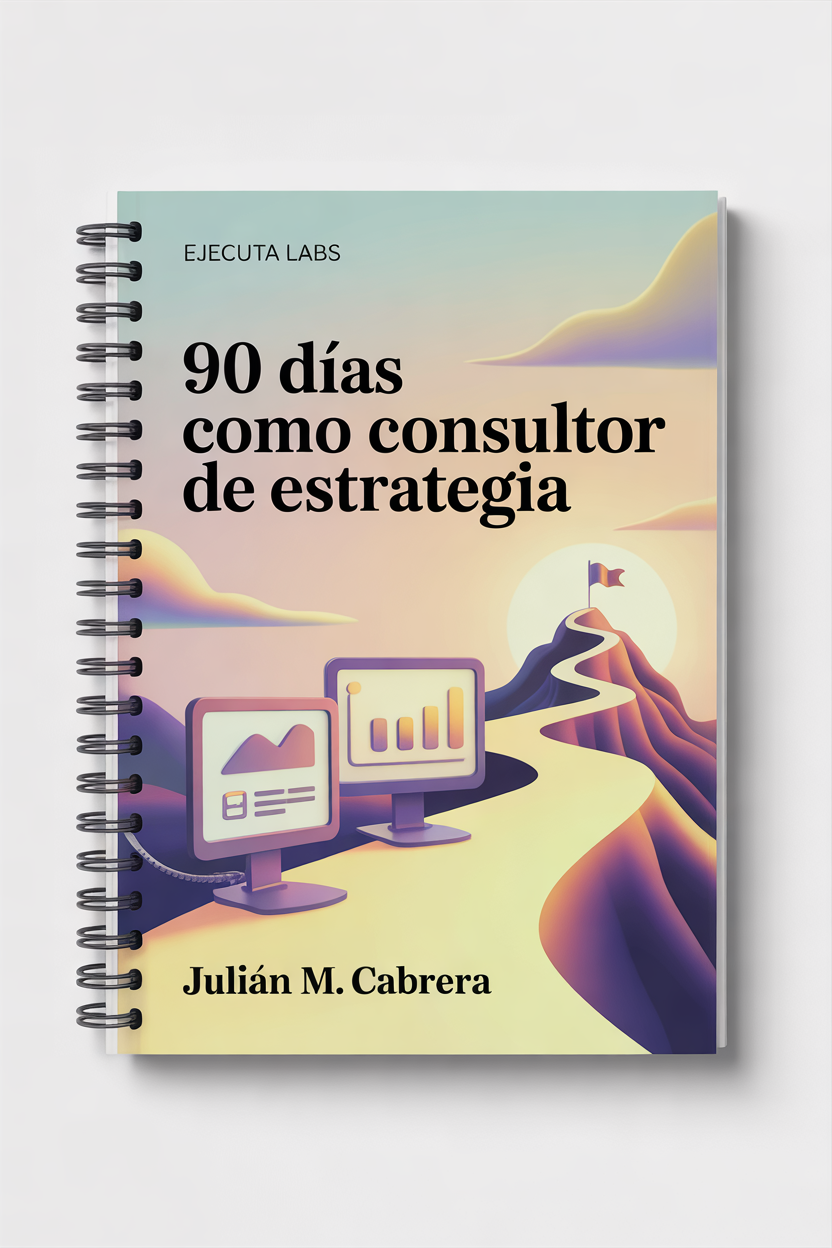 EJECUTA LABS
90 días
como consultor
de estrategia
Julián M. Cabrera